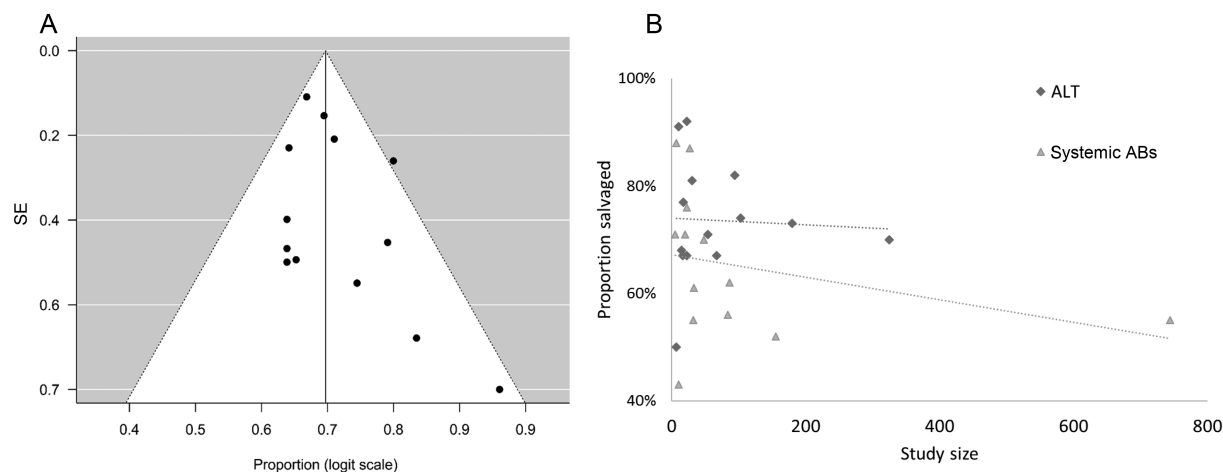 A
0.0
0.2
0.4
0.6
0.7
SE
0.4
0.5
0.6
0.7
0.8
0.9
0.9
Proportion (logit scale)
B
100%
80%
60%
40%
Proportion salvaged
ALT
Systemic ABs
0
200
400
600
800
Study size